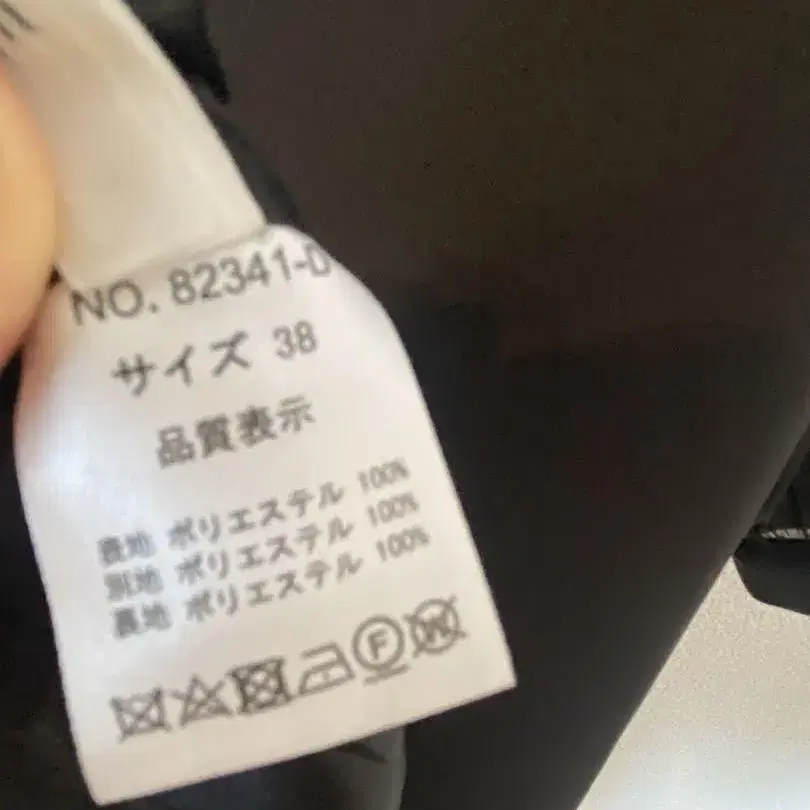 NO. 82341-D
サイズ 38
品質表示
表地 ポリエステル 100%
別地 ポリエステル 100%
裏地 ポリエステル 100%
F W